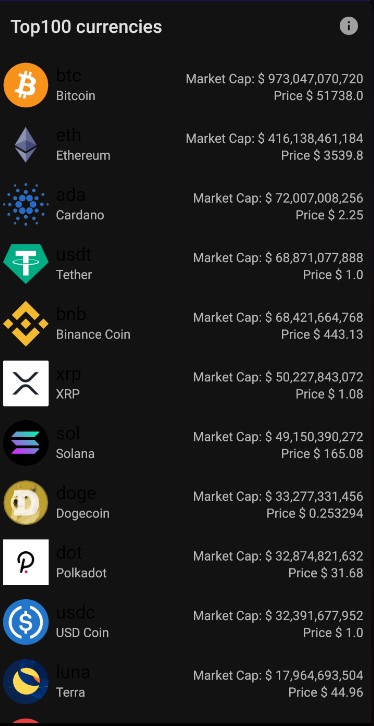 Top100 currencies
btc
Bitcoin
Market Cap: $ 973,047,070,720
Price $ 51738.0
eth
Ethereum
Market Cap: $ 416,138,461,184
Price $ 3539.8
ada
Cardano
Market Cap: $ 72,007,008,256
Price $ 2.25
usdt
Tether
Market Cap: $ 68,871,077,888
Price $ 1.0
bnb
Binance Coin
Market Cap: $ 68,421,664,768
Price $ 443.13
xrp
XRP
Market Cap: $ 50,227,843,072
Price $ 1.08
sol
Solana
Market Cap: $ 49,150,390,272
Price $ 165.08
doge
Dogecoin
Market Cap: $ 33,277,331,456
Price $ 0.253294
dot
Polkadot
Market Cap: $ 32,874,821,632
Price $ 31.68
usdc
USD Coin
Market Cap: $ 32,391,677,952
Price $ 1.0
luna
Terra
Market Cap: $ 17,964,693,504
Price $ 44.96